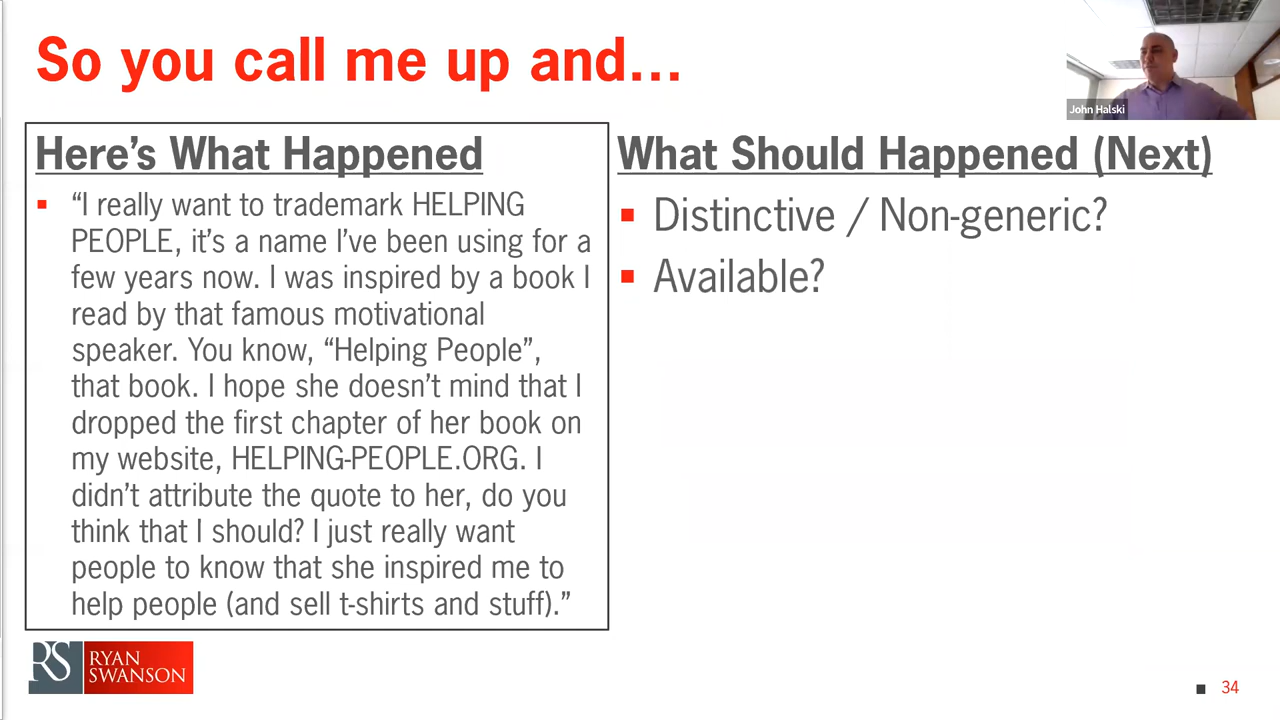 So you call me up and…
John Halski
Here’s What Happened
▪ “I really want to trademark HELPING
PEOPLE, it’s a name I’ve been using for a
few years now. I was inspired by a book I
read by that famous motivational
speaker. You know, “Helping People”,
that book. I hope she doesn’t mind that I
dropped the first chapter of her book on
my website, HELPING-PEOPLE.ORG. I
didn’t attribute the quote to her, do you
think that I should? I just really want
people to know that she inspired me to
help people (and sell t-shirts and stuff).”
What Should Happened (Next)
▪ Distinctive / Non-generic?
▪ Available?
RS
RYAN
SWANSON
▪ 34